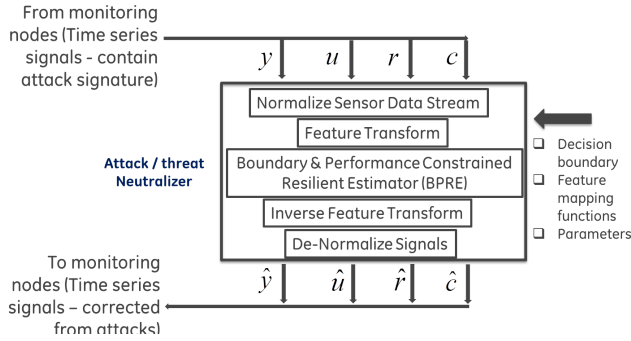 From monitoring
nodes (Time series
signals - contain
attack signature)
y u r c
Normalize Sensor Data Stream
Feature Transform
Boundary & Performance Constrained
Resilient Estimator (BPRE)
Inverse Feature Transform
De-Normalize Signals
Attack / threat
Neutralizer
Decision
boundary
Feature
mapping
functions
Parameters
To monitoring
nodes (Time series
signals – corrected
from attacks)
ŷ û r̂ ĉ